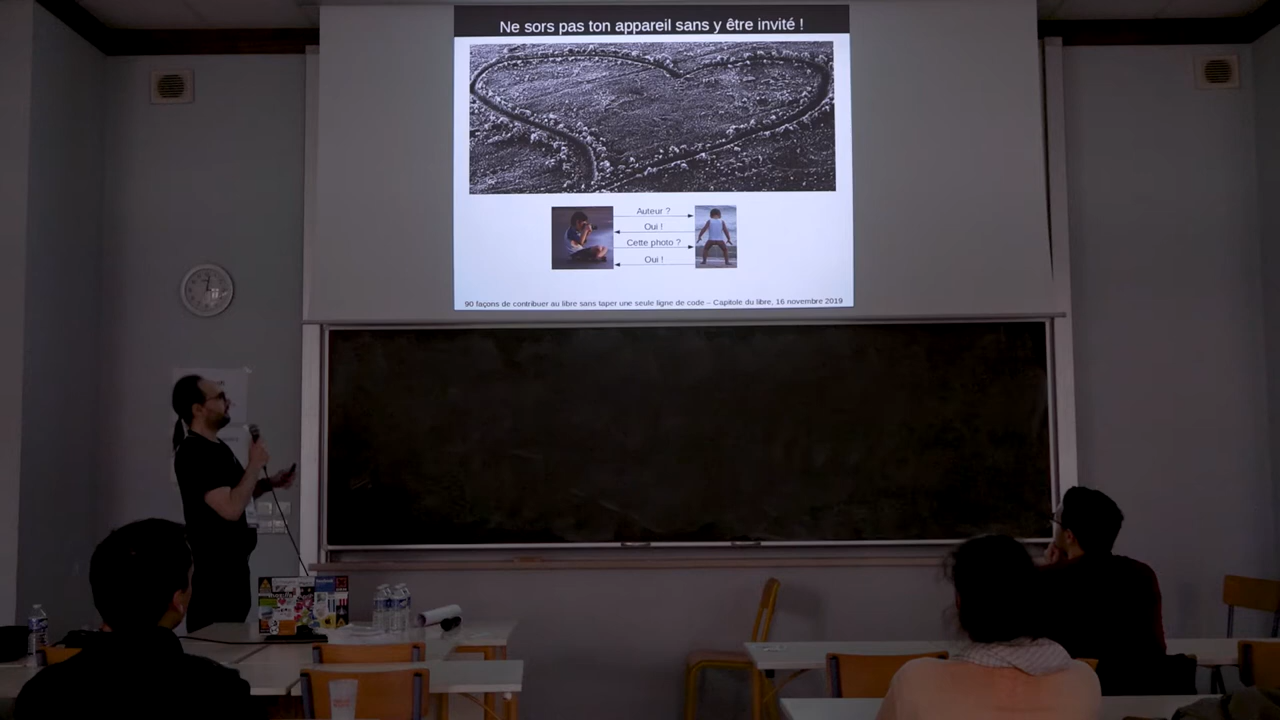 Ne sors pas ton appareil sans y être invité !
Auteur ?
Oui !
Cette photo ?
Oui !
90 façons de contribuer au libre sans taper une seule ligne de code – Capitole du libre, 16 novembre 2019